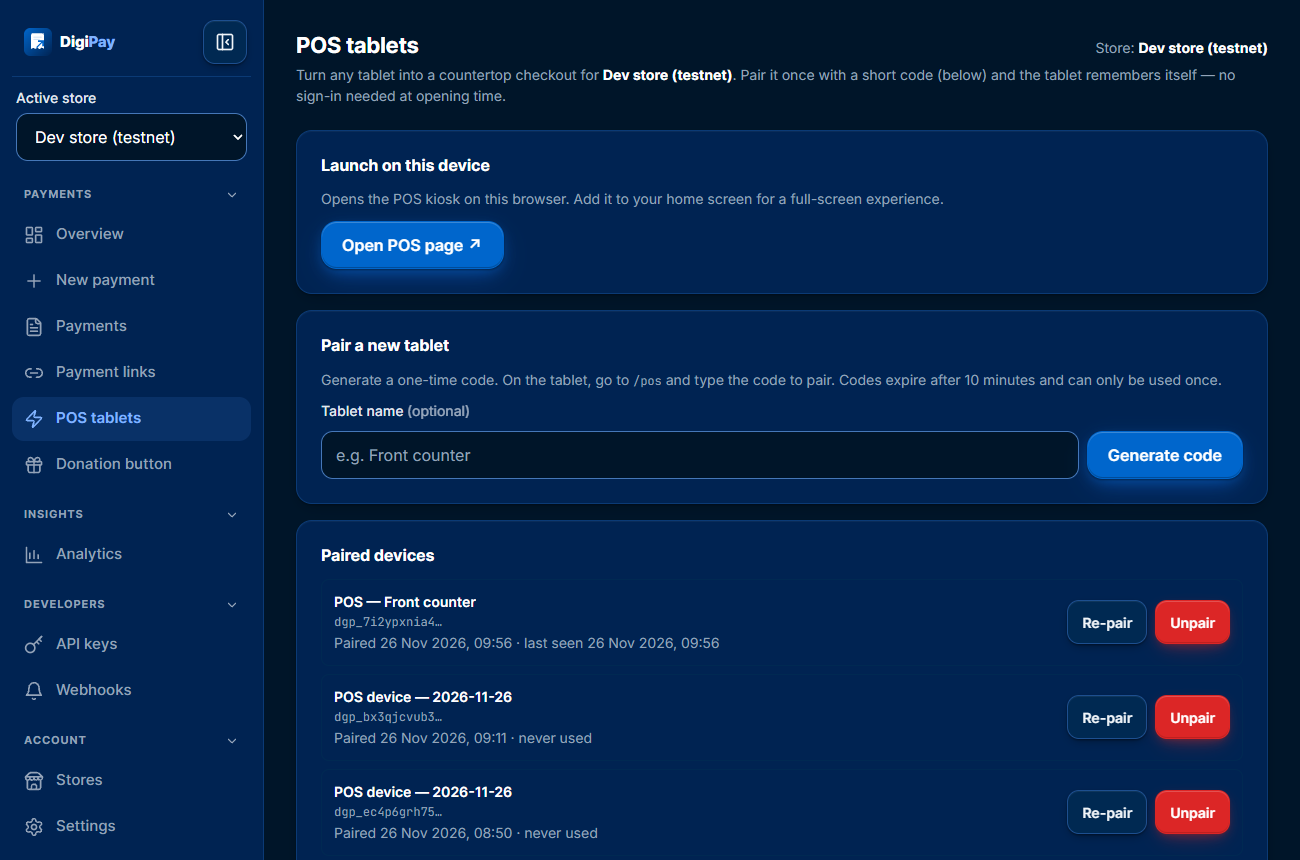 DigiPay
Active store
Dev store (testnet)
PAYMENTS
Overview
New payment
Payments
Payment links
POS tablets
Donation button
INSIGHTS
Analytics
DEVELOPERS
API keys
Webhooks
ACCOUNT
Stores
Settings
POS tablets
Store: Dev store (testnet)
Turn any tablet into a countertop checkout for Dev store (testnet). Pair it once with a short code (below) and the tablet remembers itself — no
sign-in needed at opening time.
Launch on this device
Opens the POS kiosk on this browser. Add it to your home screen for a full-screen experience.
Open POS page ↗
Pair a new tablet
Generate a one-time code. On the tablet, go to /pos and type the code to pair. Codes expire after 10 minutes and can only be used once.
Tablet name (optional)
e.g. Front counter
Generate code
Paired devices
POS — Front counter
dgp_7i2ypxnia4…
Paired 26 Nov 2026, 09:56 · last seen 26 Nov 2026, 09:56
Re-pair
Unpair
POS device — 2026-11-26
dgp_bx3qjcvub3…
Paired 26 Nov 2026, 09:11 · never used
Re-pair
Unpair
POS device — 2026-11-26
dgp_ec4p6grh75…
Paired 26 Nov 2026, 08:50 · never used
Re-pair
Unpair